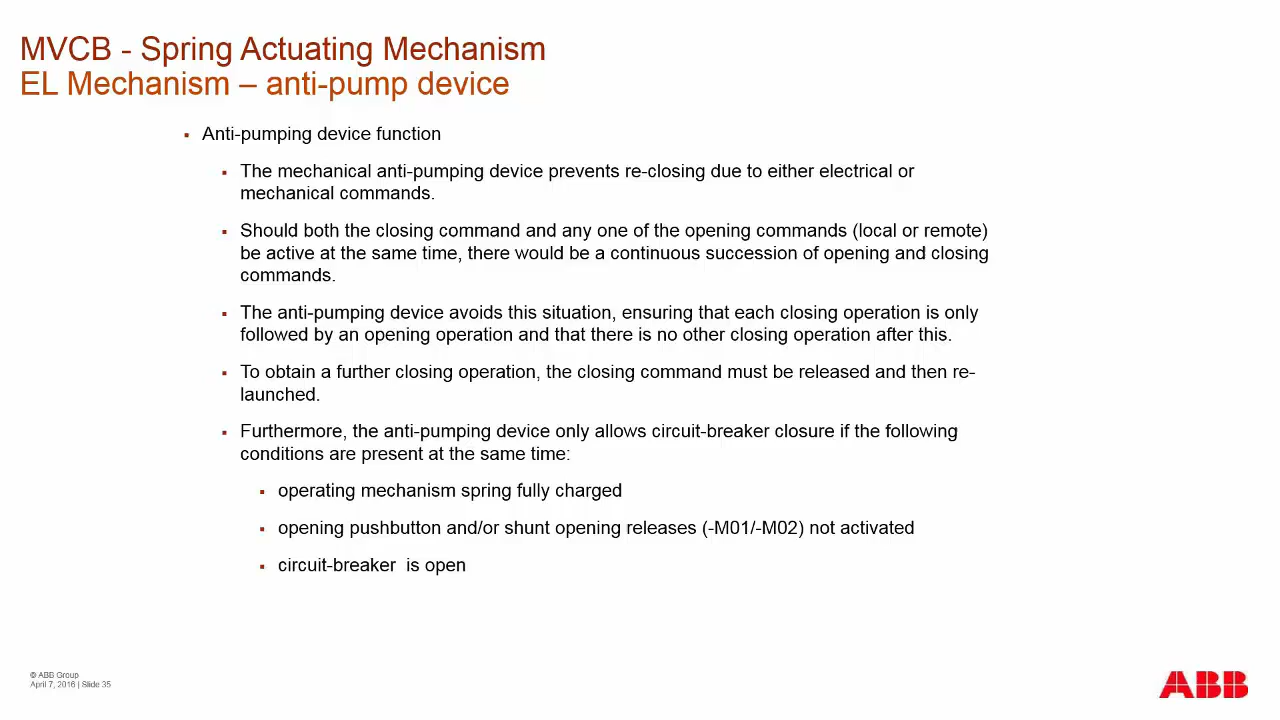 MVCB - Spring Actuating Mechanism
EL Mechanism – anti-pump device
▪ Anti-pumping device function
▪ The mechanical anti-pumping device prevents re-closing due to either electrical or
mechanical commands.
▪ Should both the closing command and any one of the opening commands (local or remote)
be active at the same time, there would be a continuous succession of opening and closing
commands.
▪ The anti-pumping device avoids this situation, ensuring that each closing operation is only
followed by an opening operation and that there is no other closing operation after this.
▪ To obtain a further closing operation, the closing command must be released and then re-
launched.
▪ Furthermore, the anti-pumping device only allows circuit-breaker closure if the following
conditions are present at the same time:
▪ operating mechanism spring fully charged
▪ opening pushbutton and/or shunt opening releases (-M01/-M02) not activated
▪ circuit-breaker  is open
© ABB Group
April 7, 2016 | Slide 35
ABB